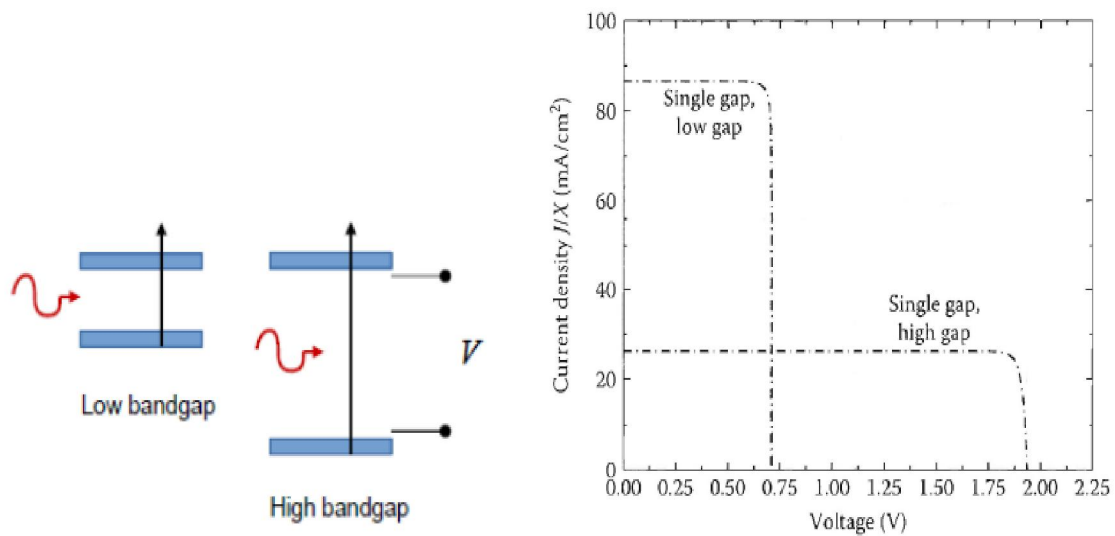 Low bandgap
High bandgap
V
Current density J/X (mA/cm²)
100
80
60
40
20
0
Single gap,
low gap
Single gap,
high gap
0.00 0.25 0.50 0.75 1.00 1.25 1.50 1.75 2.00 2.25
Voltage (V)